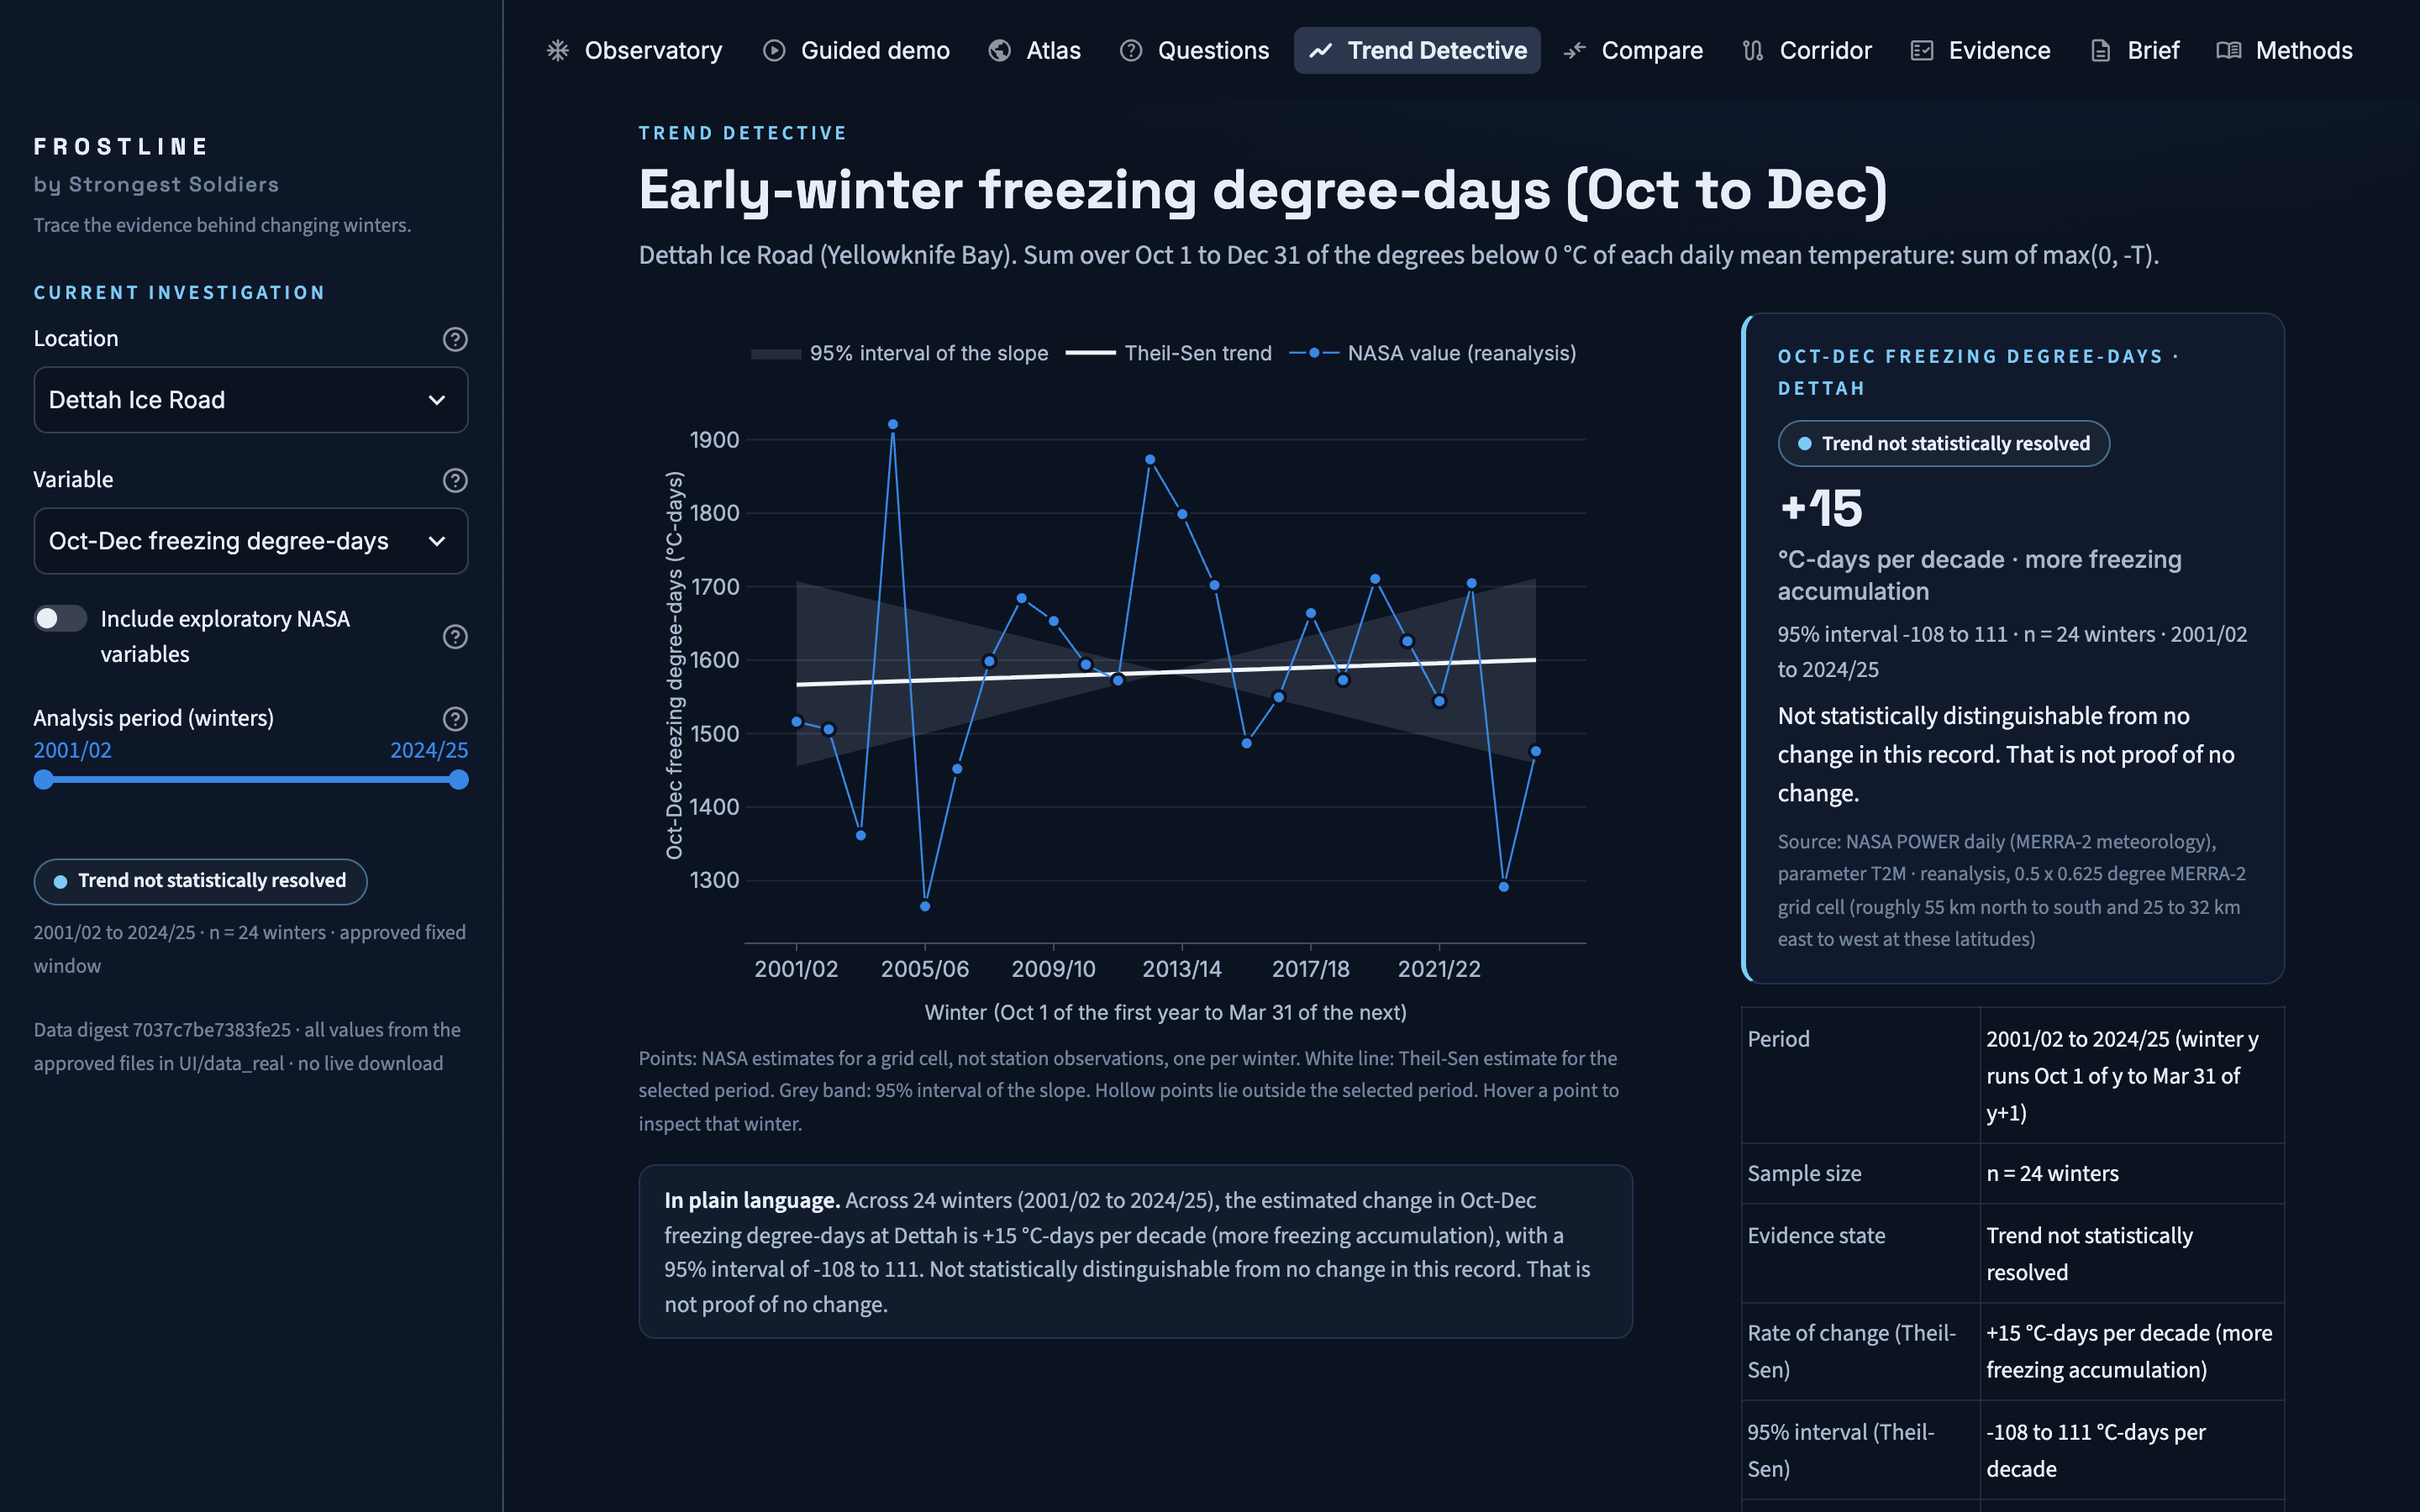 Observatory
Guided demo
Atlas
Questions
Trend Detective
Compare
Corridor
Evidence
Brief
Methods
FROSTLINE
by Strongest Soldiers
Trace the evidence behind changing winters.
CURRENT INVESTIGATION
Location
Dettah Ice Road
Variable
Oct-Dec freezing degree-days
Include exploratory NASA
variables
Analysis period (winters)
2001/02
2024/25
Trend not statistically resolved
2001/02 to 2024/25 · n = 24 winters · approved fixed
window
Data digest 7037c7be7383fe25 · all values from the
approved files in UI/data_real · no live download
TREND DETECTIVE
Early-winter freezing degree-days (Oct to Dec)
Dettah Ice Road (Yellowknife Bay). Sum over Oct 1 to Dec 31 of the degrees below 0 °C of each daily mean temperature: sum of max(0, -T).
95% interval of the slope
Theil-Sen trend
NASA value (reanalysis)
Oct-Dec freezing degree-days (°C-days)
1900
1800
1700
1600
1500
1400
1300
2001/02
2005/06
2009/10
2013/14
2017/18
2021/22
Winter (Oct 1 of the first year to Mar 31 of the next)
Points: NASA estimates for a grid cell, not station observations, one per winter. White line: Theil-Sen estimate for the
selected period. Grey band: 95% interval of the slope. Hollow points lie outside the selected period. Hover a point to
inspect that winter.
In plain language. Across 24 winters (2001/02 to 2024/25), the estimated change in Oct-Dec
freezing degree-days at Dettah is +15 °C-days per decade (more freezing accumulation), with a
95% interval of -108 to 111. Not statistically distinguishable from no change in this record. That is
not proof of no change.
OCT-DEC FREEZING DEGREE-DAYS ·
DETTAH
Trend not statistically resolved
+15
°C-days per decade · more freezing
accumulation
95% interval -108 to 111 · n = 24 winters · 2001/02
to 2024/25
Not statistically distinguishable from no
change in this record. That is not proof of no
change.
Source: NASA POWER daily (MERRA-2 meteorology),
parameter T2M · reanalysis, 0.5 x 0.625 degree MERRA-2
grid cell (roughly 55 km north to south and 25 to 32 km
east to west at these latitudes)
Period
2001/02 to 2024/25 (winter y
runs Oct 1 of y to Mar 31 of
y+1)
Sample size
n = 24 winters
Evidence state
Trend not statistically
resolved
Rate of change (Theil-
Sen)
+15 °C-days per decade (more
freezing accumulation)
95% interval (Theil-
Sen)
-108 to 111 °C-days per
decade